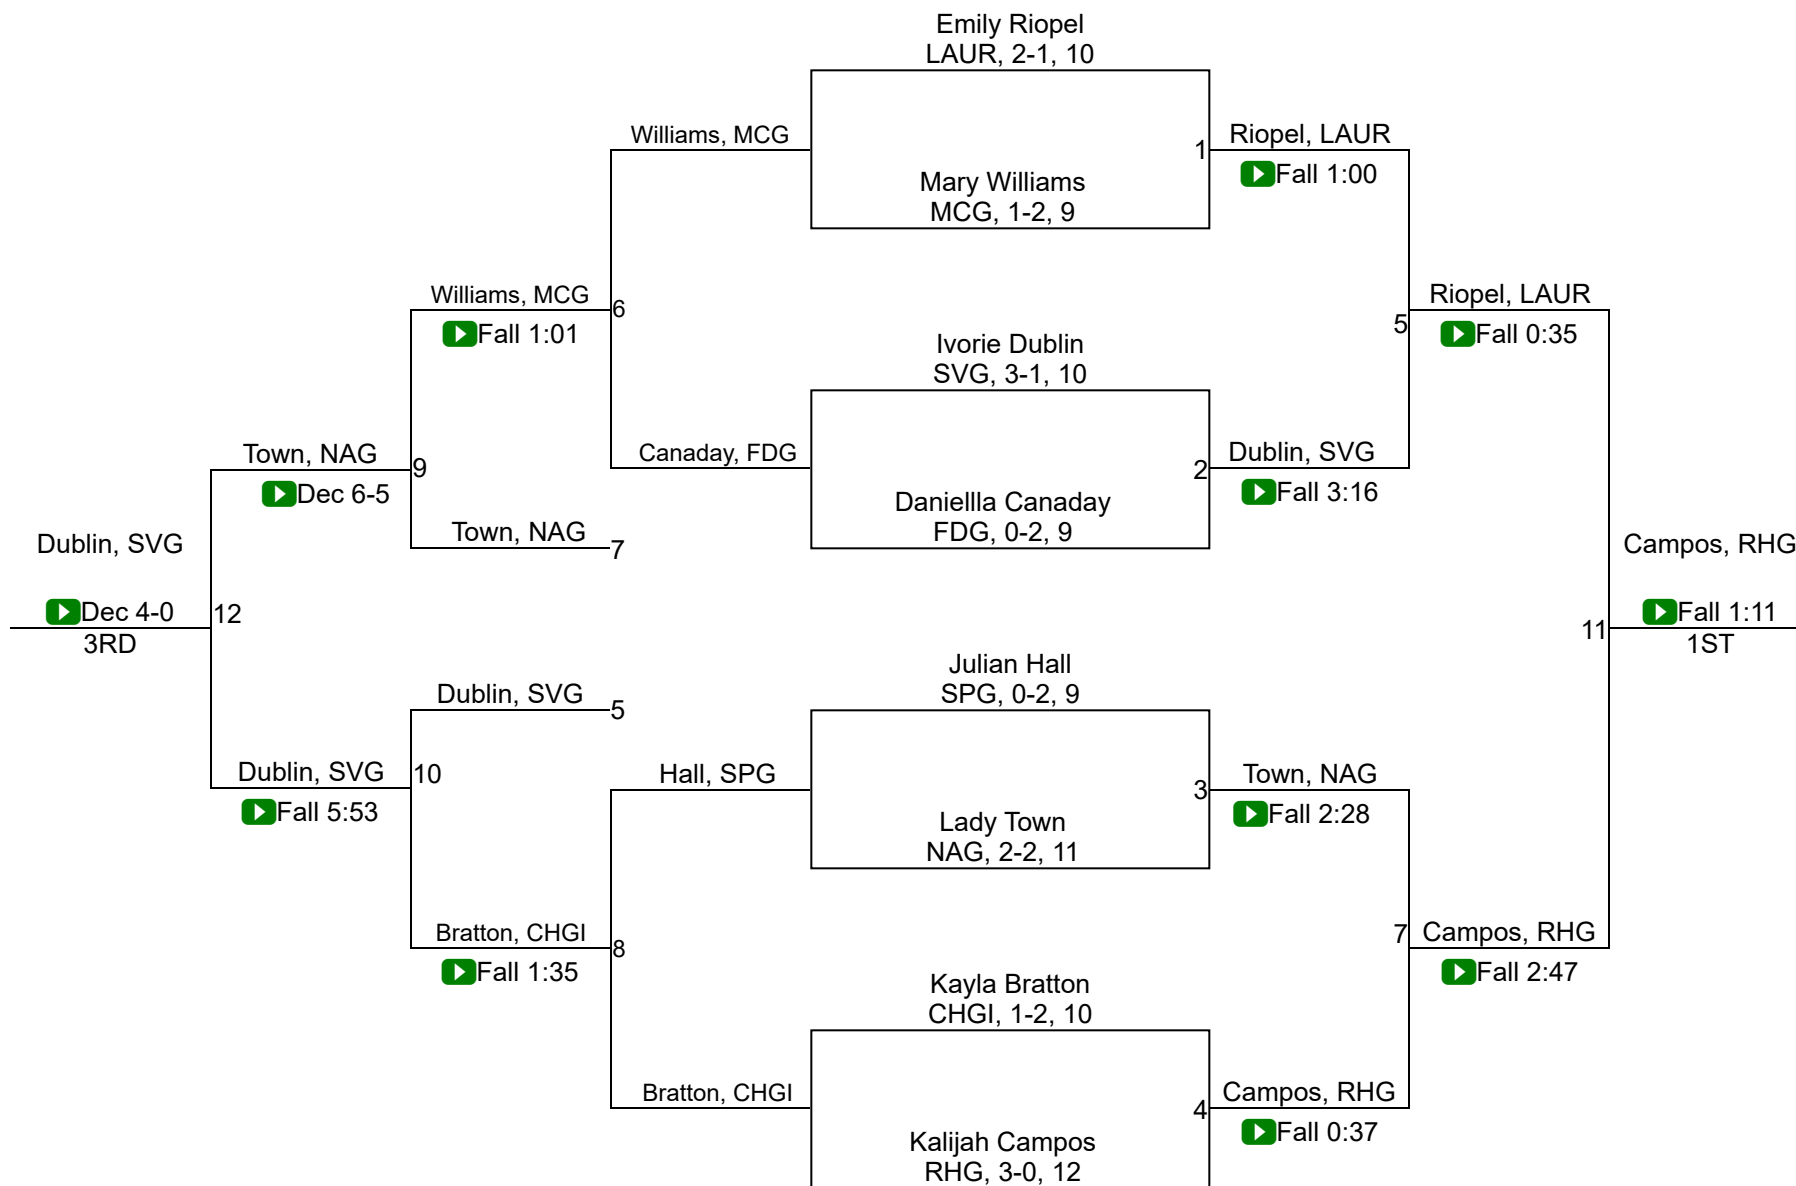 Emily Riopel
LAUR, 2-1, 10
Williams, MCG
1
Riopel, LAUR
Fall 1:00
Mary Williams
MCG, 1-2, 9
Williams, MCG
6
Fall 1:01
Riopel, LAUR
5
Fall 0:35
Ivorie Dublin
SVG, 3-1, 10
Town, NAG
9
Dec 6-5
Canaday, FDG
2
Dublin, SVG
Fall 3:16
Daniellla Canaday
FDG, 0-2, 9
Town, NAG
7
Dublin, SVG
Dec 4-0
12
3RD
Campos, RHG
11
Fall 1:11
1ST
Julian Hall
SPG, 0-2, 9
Dublin, SVG
5
Dublin, SVG
10
Fall 5:53
Hall, SPG
3
Town, NAG
Fall 2:28
Lady Town
NAG, 2-2, 11
Bratton, CHGI
8
Fall 1:35
7
Campos, RHG
Fall 2:47
Kayla Bratton
CHGI, 1-2, 10
Bratton, CHGI
4
Campos, RHG
Fall 0:37
Kalijah Campos
RHG, 3-0, 12